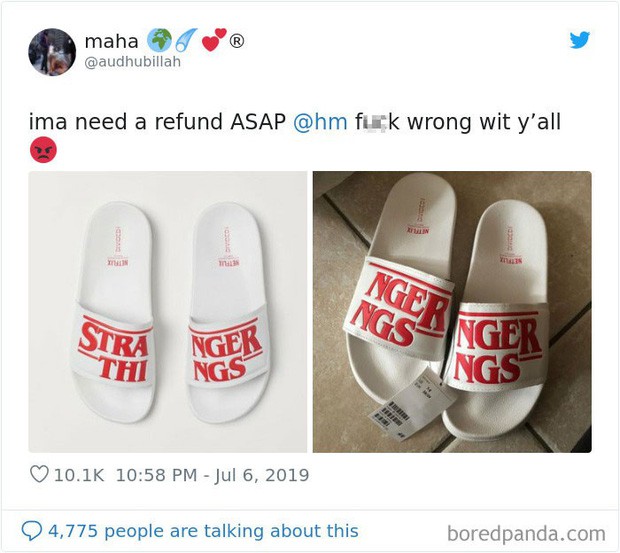 maha 🌍☄️💕®
@audhubillah
ima need a refund ASAP @hm f k wrong wit y’all
😡
NETFLIX
NETFLIX
STRA
THI
NGER
NGS
NETFLIX
NETFLIX
NGER
NGS
NGER
NGS
10.1K 10:58 PM - Jul 6, 2019
4,775 people are talking about this
boredpanda.com